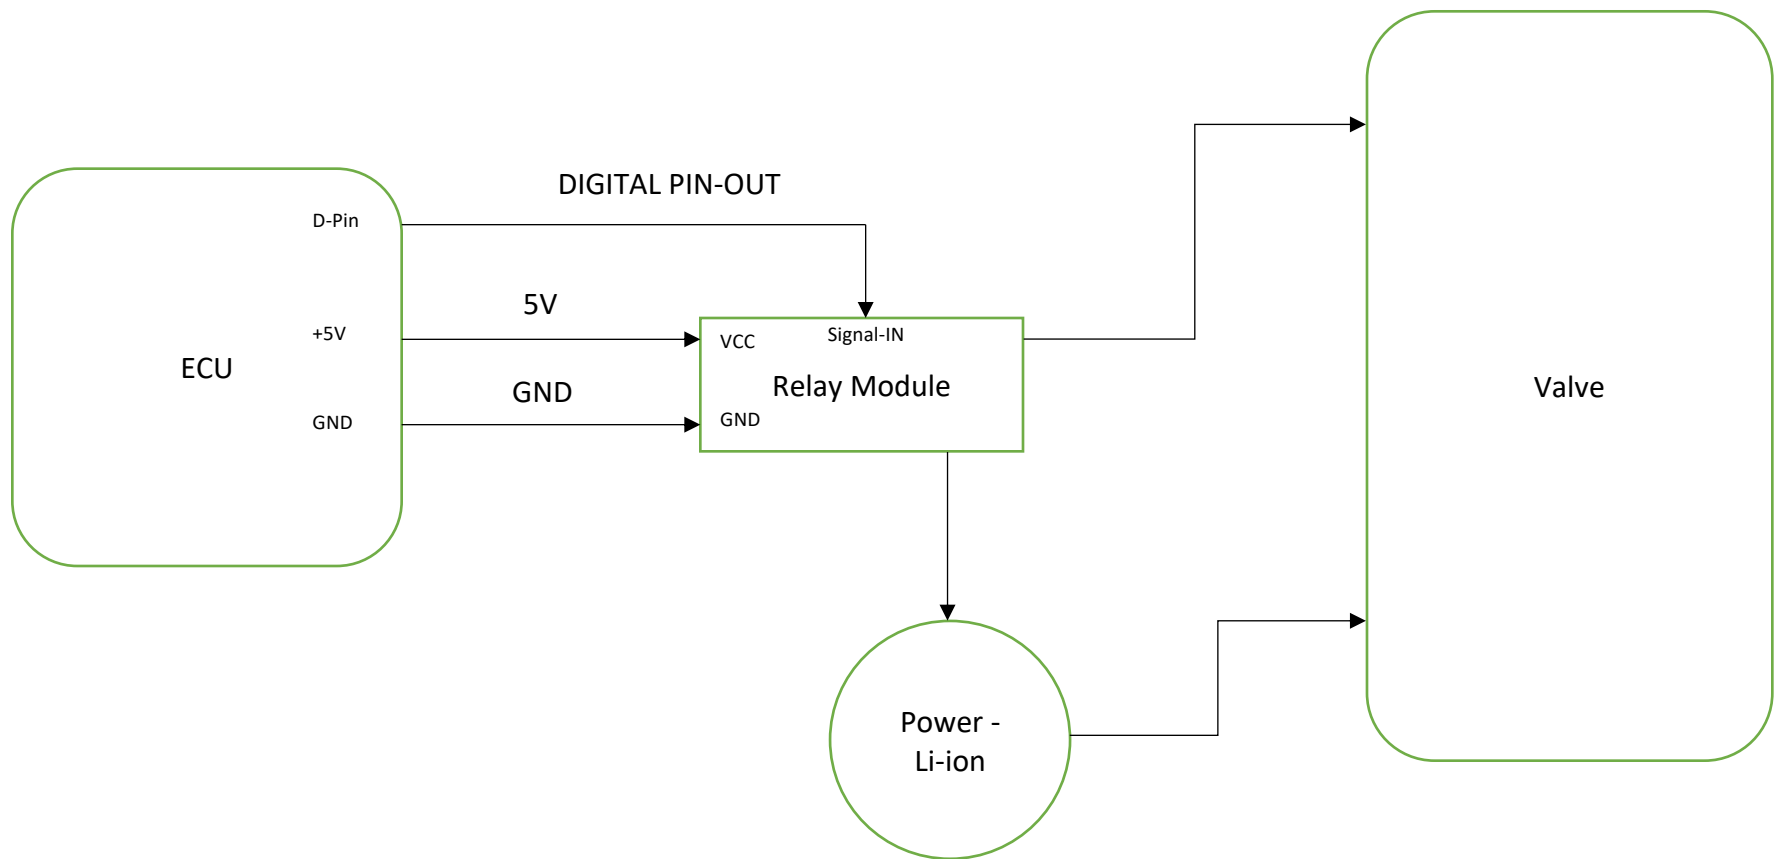 DIGITAL PIN-OUT
D-Pin
5V
+5V
VCC
Signal-IN
ECU
Relay Module
Valve
GND
GND
GND
Power -
Li-ion